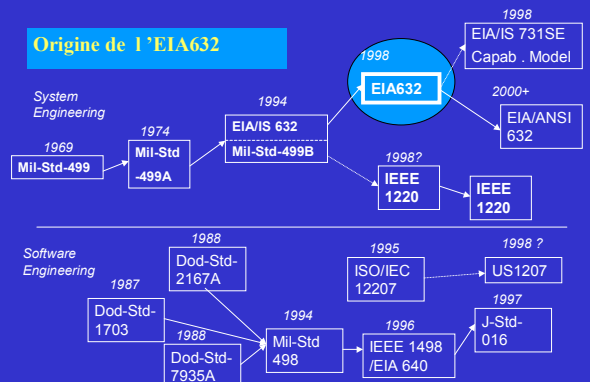 Origine de l ’EIA632
1998
EIA/IS 731SE
Capab . Model
1998
EIA632
2000+
EIA/ANSI
632
System
Engineering
1994
EIA/IS 632
Mil-Std-499B
1974
Mil-Std
-499A
1969
Mil-Std-499
1998?
IEEE
1220
IEEE
1220
Software
Engineering
1988
Dod-Std-
2167A
1995
ISO/IEC
12207
1998 ?
US1207
1987
Dod-Std-
1703
1994
Mil-Std
498
1996
IEEE 1498
/EIA 640
1997
J-Std-
016
1988
Dod-Std-
7935A